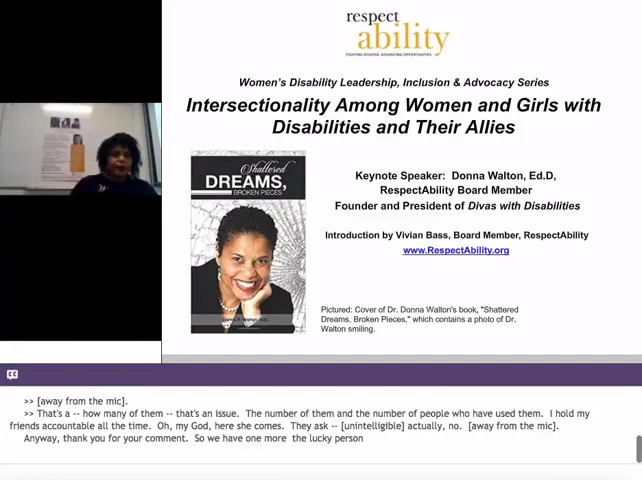 respect
ability
FIGHTING STIGMA. ADVANCING OPPORTUNITIES.
Women's Disability Leadership, Inclusion & Advocacy Series
Intersectionality Among Women and Girls with
Disabilities and Their Allies
Shattered
DREAMS,
BROKEN PIECES
Keynote Speaker:  Donna Walton, Ed.D,
RespectAbility Board Member
Founder and President of Divas with Disabilities
Introduction by Vivian Bass, Board Member, RespectAbility
www.RespectAbility.org
Pictured: Cover of Dr. Donna Walton's book, "Shattered
Dreams, Broken Pieces," which contains a photo of Dr.
Walton smiling.
>> [away from the mic].
>> That's a -- how many of them -- that's an issue.  The number of them and the number of people who have used them.  I hold my
friends accountable all the time.  Oh, my God, here she comes.  They ask -- [unintelligible] actually, no.  [away from the mic].
Anyway, thank you for your comment.  So we have one more  the lucky person